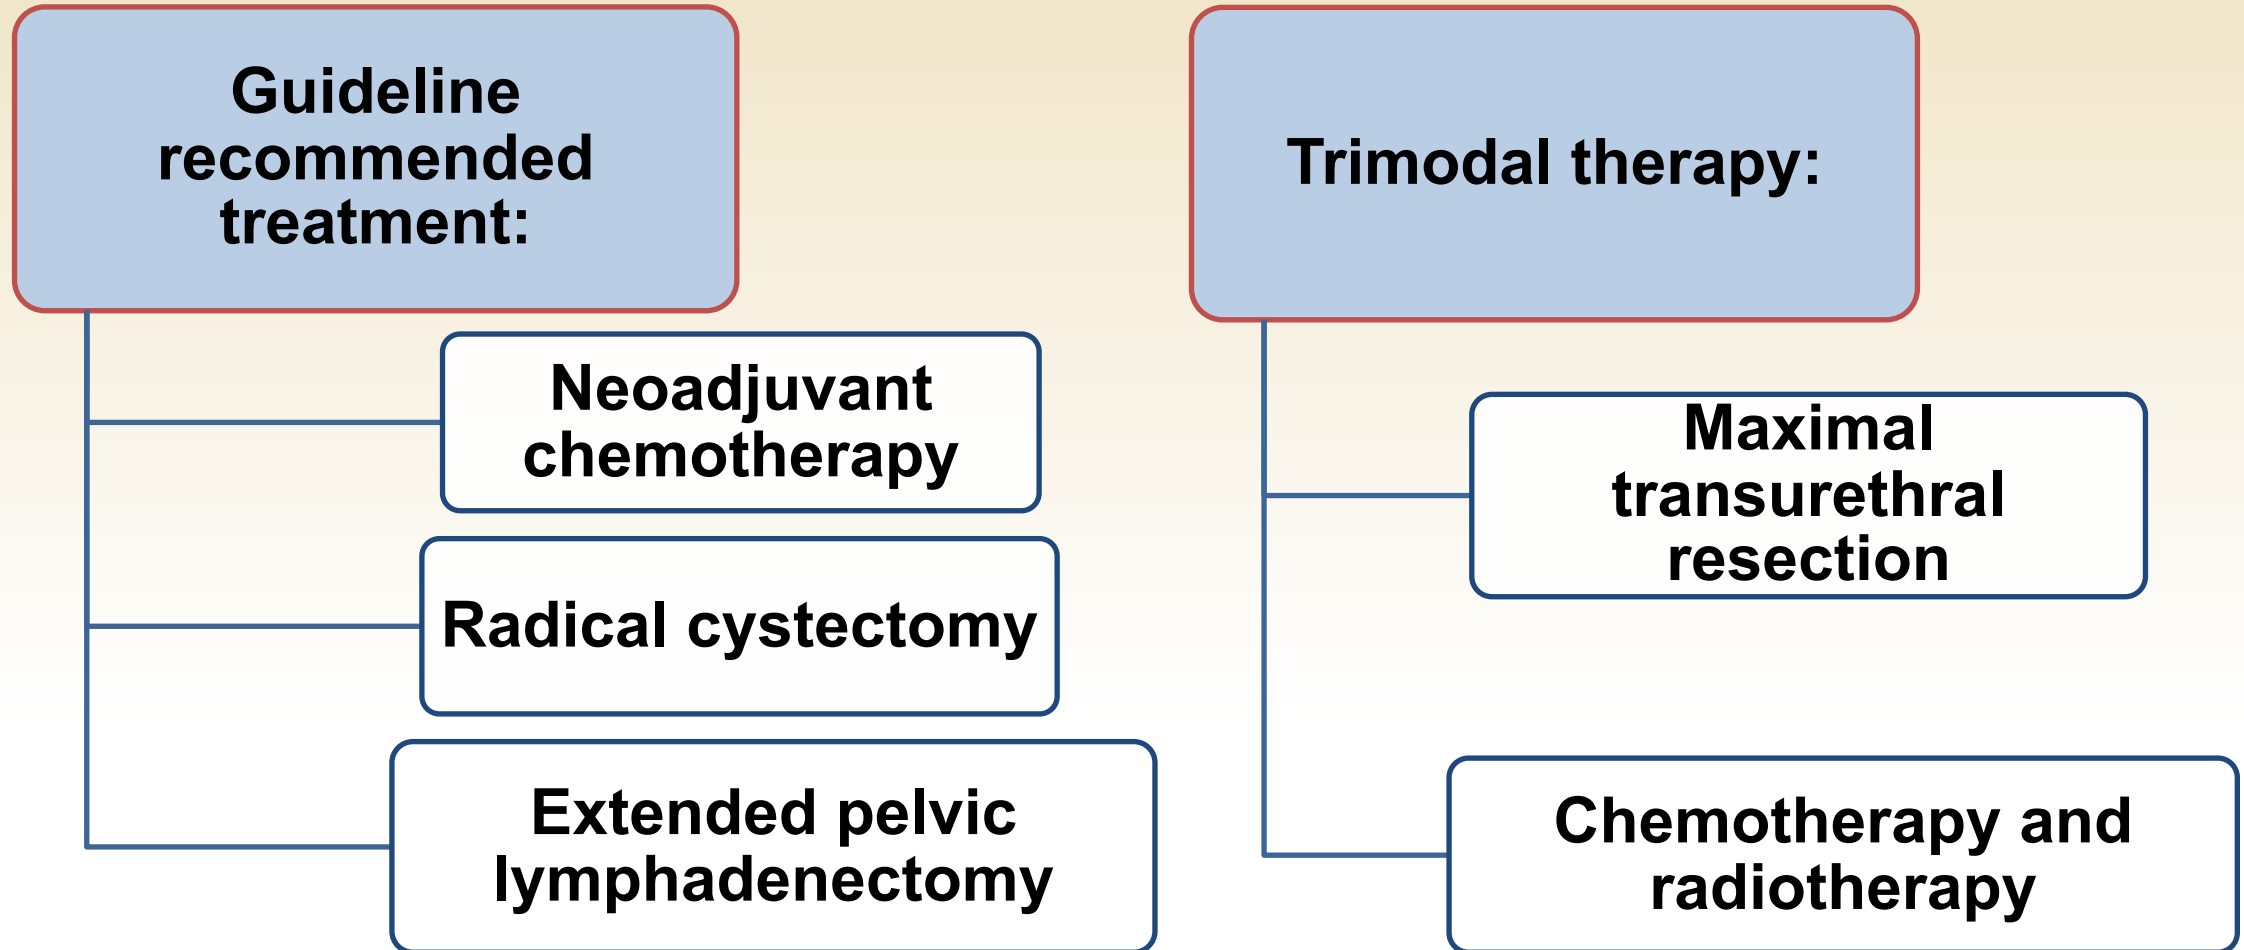 Guideline
recommended
treatment:
Neoadjuvant
chemotherapy
Radical cystectomy
Extended pelvic
lymphadenectomy
Trimodal therapy:
Maximal
transurethral
resection
Chemotherapy and
radiotherapy